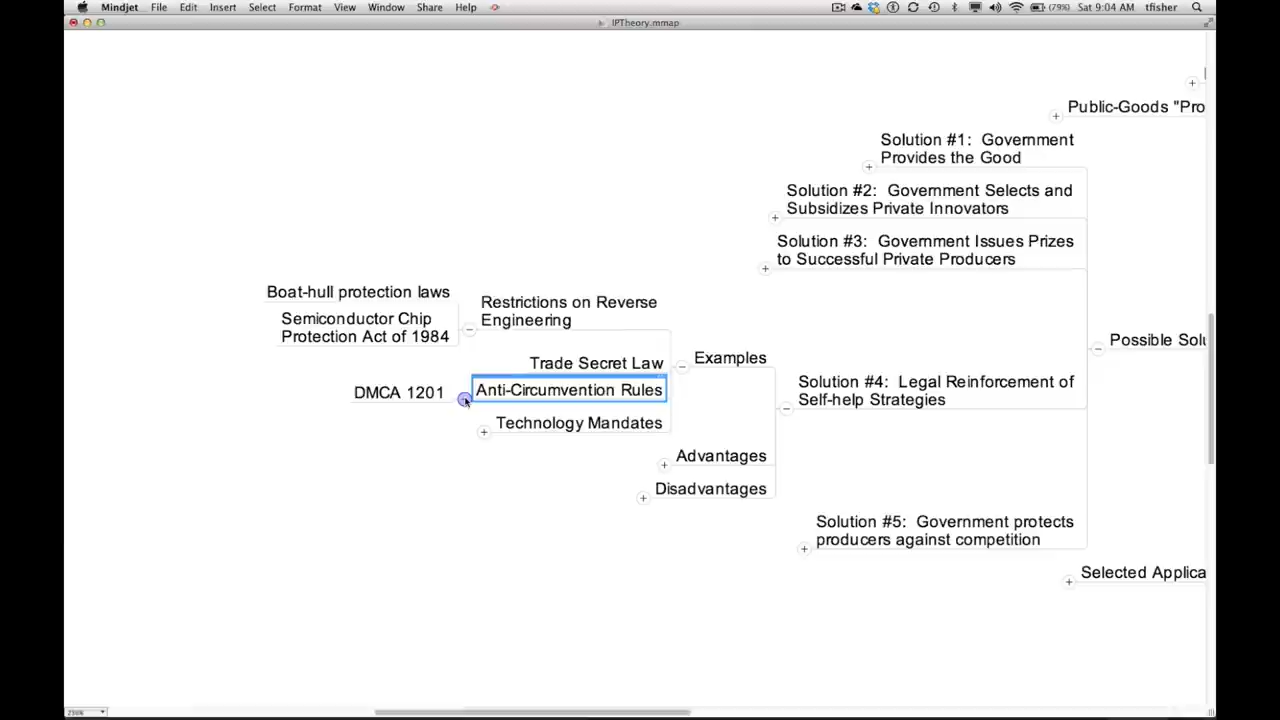 Mindjet File Edit Insert Select Format View Window Share Help (79%) Sat 9:04 AM tfisher
IPTheory.mmap
Public-Goods "Pro
Solution #1: Government
Provides the Good
Solution #2: Government Selects and
Subsidizes Private Innovators
Solution #3: Government Issues Prizes
to Successful Private Producers
Boat-hull protection laws
Semiconductor Chip
Protection Act of 1984
Restrictions on Reverse
Engineering
Trade Secret Law
Examples
Possible Solu
DMCA 1201
Anti-Circumvention Rules
Solution #4: Legal Reinforcement of
Self-help Strategies
Technology Mandates
Advantages
Disadvantages
Solution #5: Government protects
producers against competition
Selected Applica